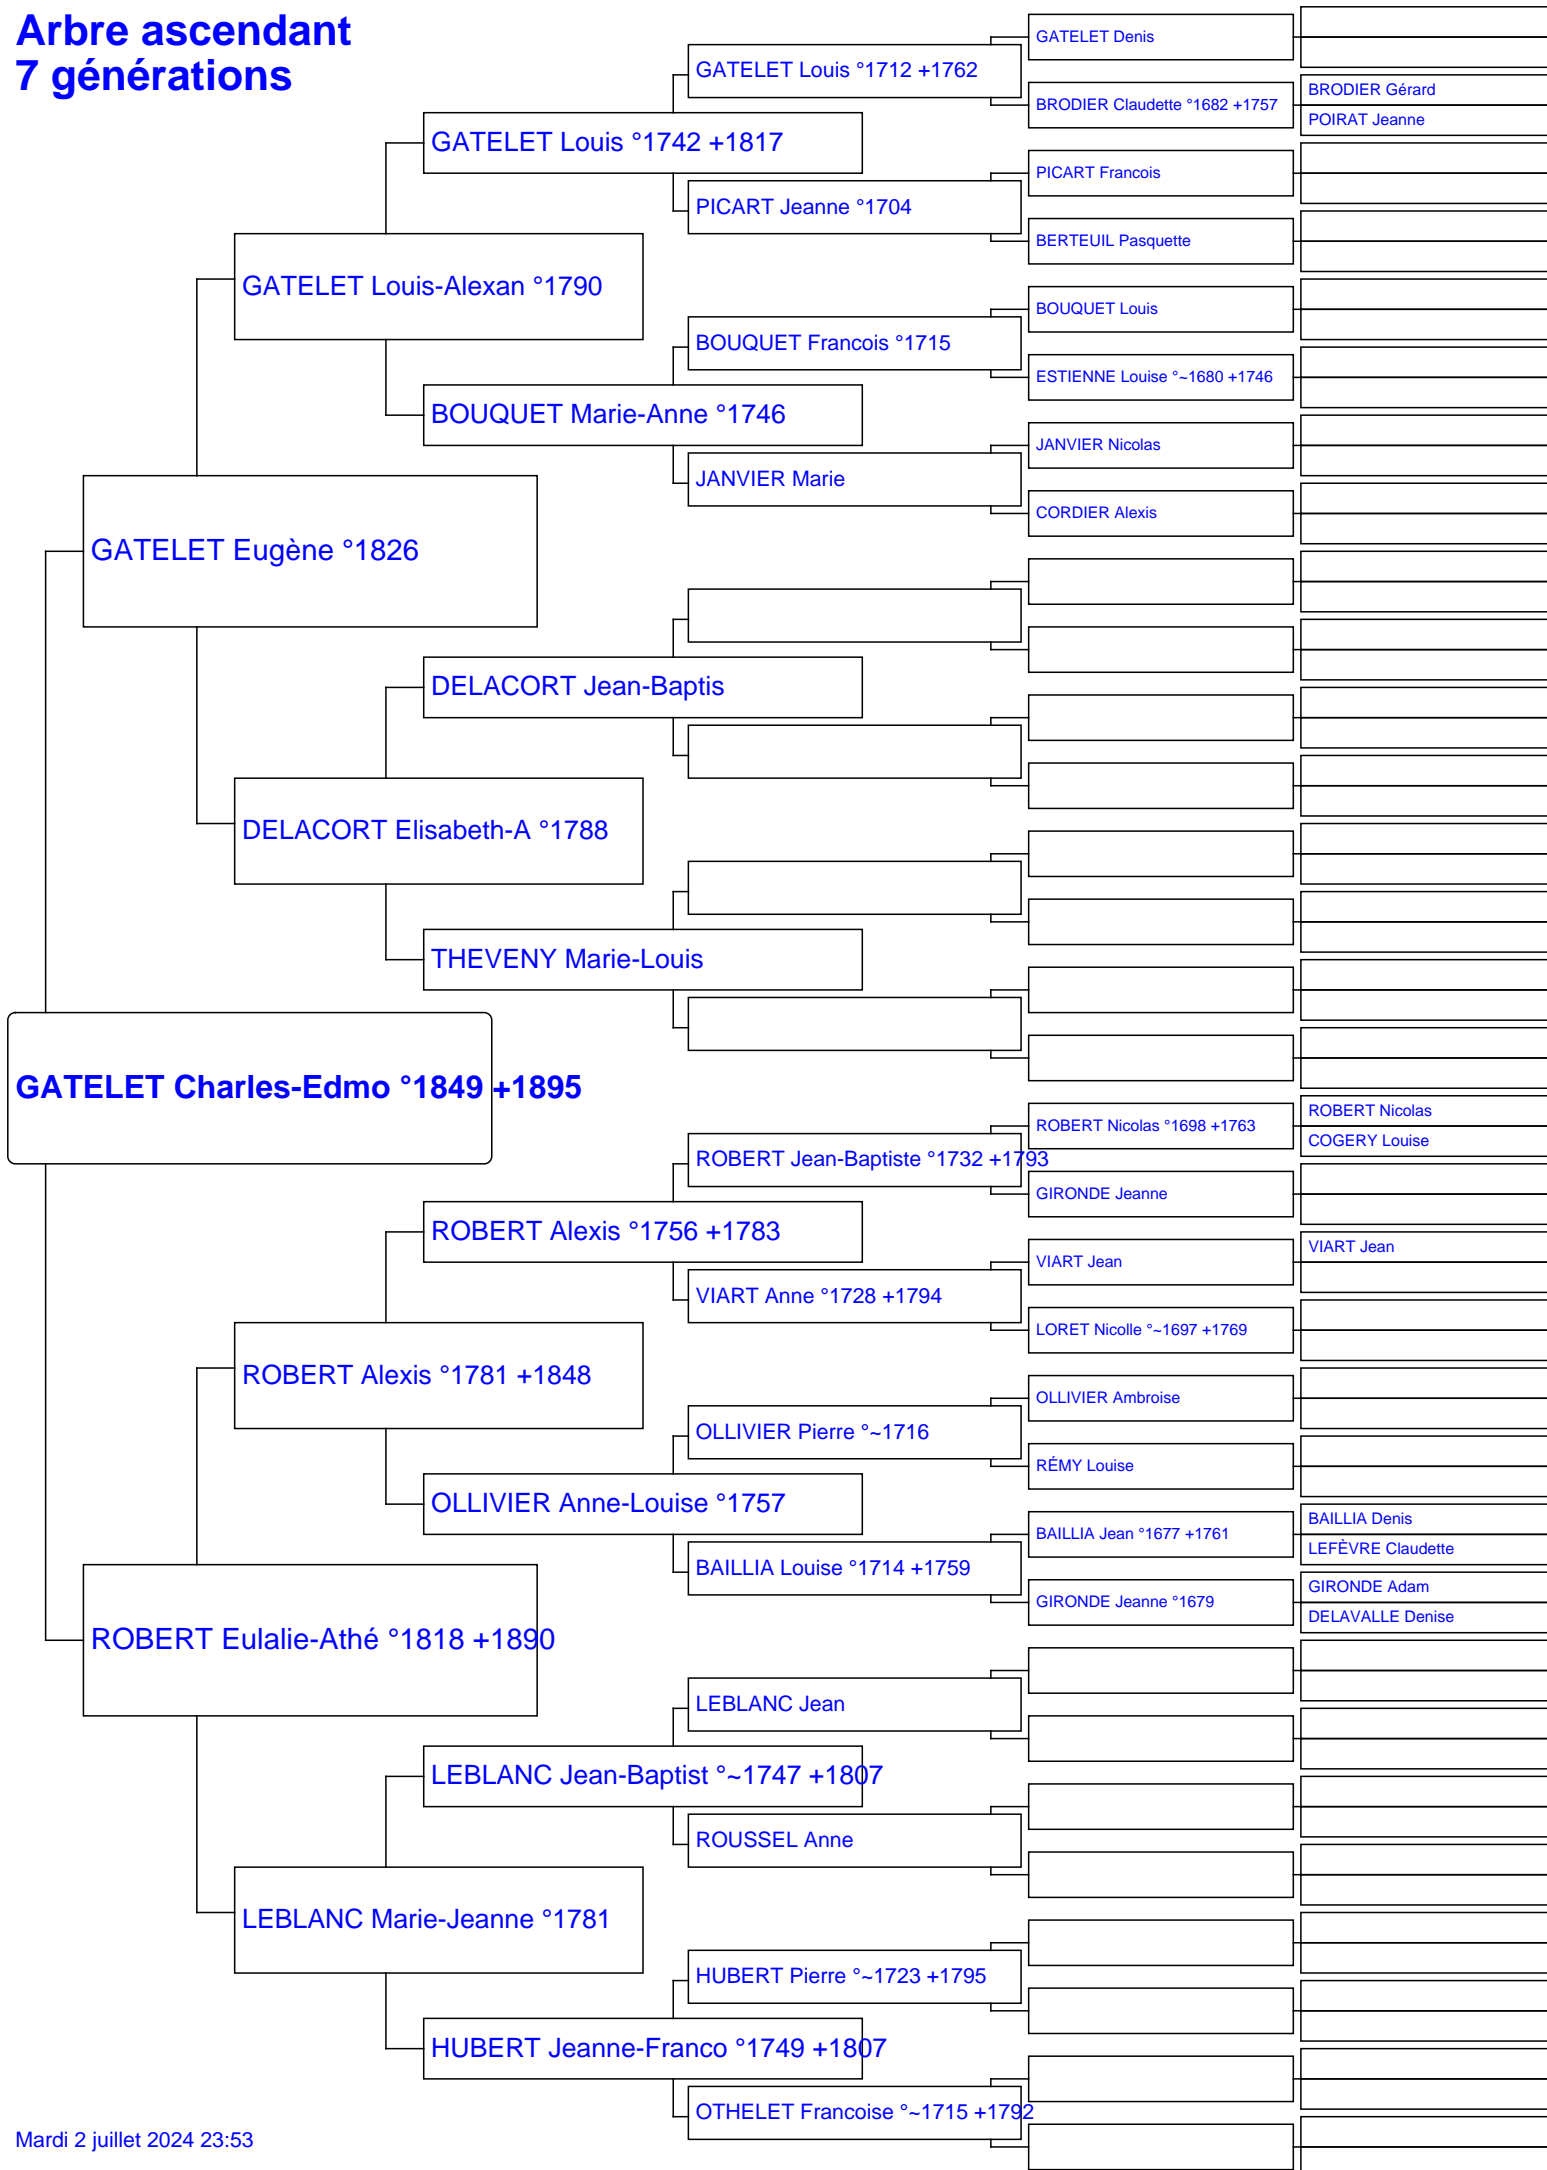 Arbre ascendant
7 générations
GATELET Denis
GATELET Louis °1712 +1762
BRODIER Gérard
BRODIER Claudette °1682 +1757
POIRAT Jeanne
GATELET Louis °1742 +1817
PICART Francois
PICART Jeanne °1704
BERTEUIL Pasquette
GATELET Louis-Alexan °1790
BOUQUET Louis
BOUQUET Francois °1715
ESTIENNE Louise °~1680 +1746
BOUQUET Marie-Anne °1746
JANVIER Nicolas
JANVIER Marie
CORDIER Alexis
GATELET Eugène °1826
DELACORT Jean-Baptis
DELACORT Elisabeth-A °1788
THEVENY Marie-Louis
GATELET Charles-Edmo °1849 +1895
ROBERT Nicolas
ROBERT Nicolas °1698 +1763
COGERY Louise
ROBERT Jean-Baptiste °1732 +1793
GIRONDE Jeanne
ROBERT Alexis °1756 +1783
VIART Jean
VIART Jean
VIART Anne °1728 +1794
LORET Nicolle °~1697 +1769
ROBERT Alexis °1781 +1848
OLLIVIER Ambroise
OLLIVIER Pierre °~1716
RÉMY Louise
OLLIVIER Anne-Louise °1757
BAILLIA Denis
BAILLIA Jean °1677 +1761
LEFÈVRE Claudette
BAILLIA Louise °1714 +1759
GIRONDE Adam
GIRONDE Jeanne °1679
DELAVALLE Denise
ROBERT Eulalie-Athé °1818 +1890
LEBLANC Jean
LEBLANC Jean-Baptist °~1747 +1807
ROUSSEL Anne
LEBLANC Marie-Jeanne °1781
HUBERT Pierre °~1723 +1795
HUBERT Jeanne-Franco °1749 +1807
OTHELET Francoise °~1715 +1792
Mardi 2 juillet 2024 23:53